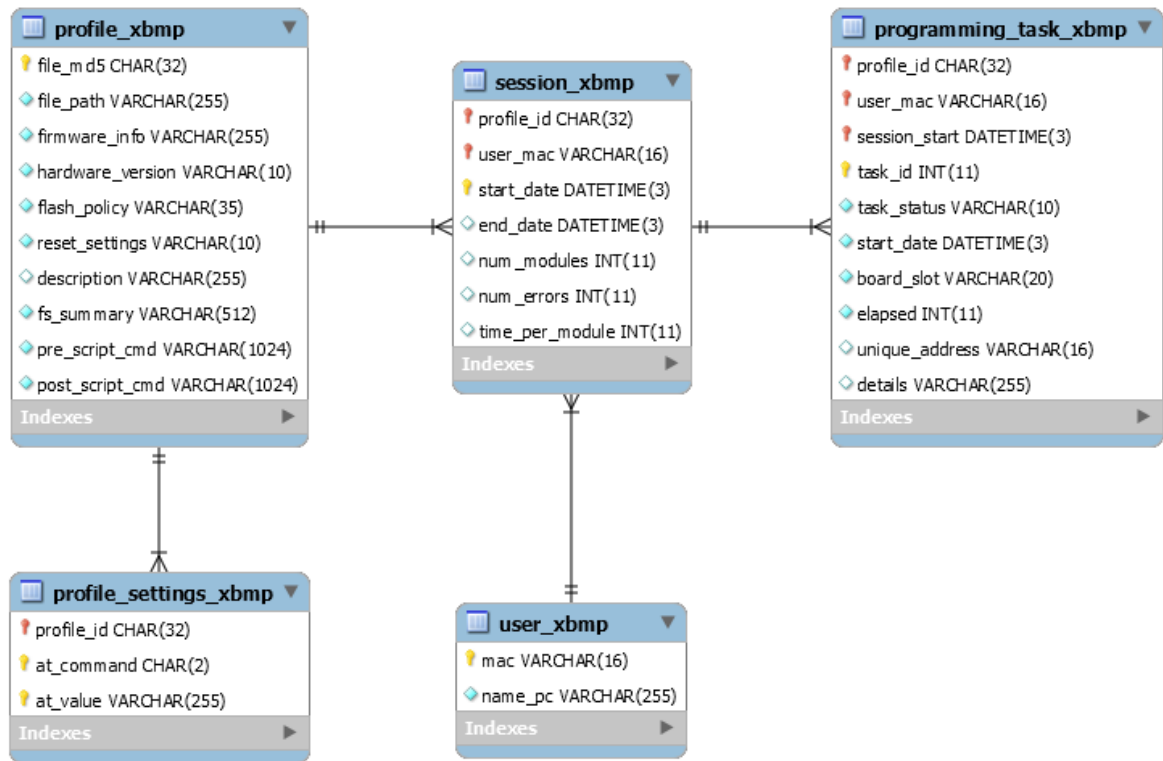 profile_xbmp
file_md5 CHAR(32)
file_path VARCHAR(255)
firmware_info VARCHAR(255)
hardware_version VARCHAR(10)
flash_policy VARCHAR(35)
reset_settings VARCHAR(10)
description VARCHAR(255)
fs_summary VARCHAR(512)
pre_script_cmd VARCHAR(1024)
post_script_cmd VARCHAR(1024)
Indexes
session_xbmp
profile_id CHAR(32)
user_mac VARCHAR(16)
start_date DATETIME(3)
end_date DATETIME(3)
num_modules INT(11)
num_errors INT(11)
time_per_module INT(11)
Indexes
programming_task_xbmp
profile_id CHAR(32)
user_mac VARCHAR(16)
session_start DATETIME(3)
task_id INT(11)
task_status VARCHAR(10)
start_date DATETIME(3)
board_slot VARCHAR(20)
elapsed INT(11)
unique_address VARCHAR(16)
details VARCHAR(255)
Indexes
profile_settings_xbmp
profile_id CHAR(32)
at_command CHAR(2)
at_value VARCHAR(255)
Indexes
user_xbmp
mac VARCHAR(16)
name_pc VARCHAR(255)
Indexes